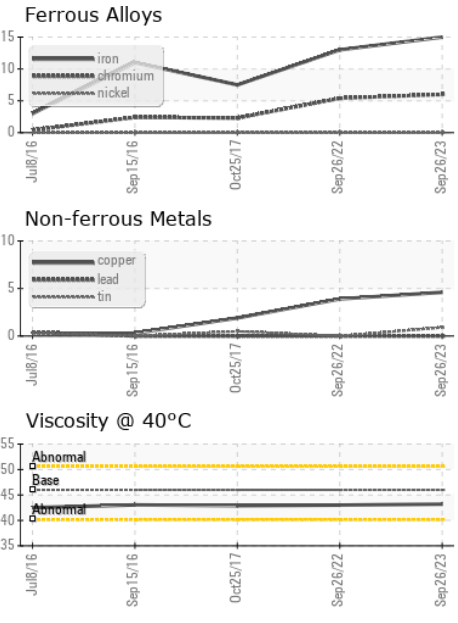 Ferrous Alloys
15
10
5
0
iron
chromium
nickel
Jul8/16
Sep15/16
Oct25/17
Sep26/22
Sep26/23
Non-ferrous Metals
10
5
0
copper
lead
tin
Jul8/16
Sep15/16
Oct25/17
Sep26/22
Sep26/23
Viscosity @ 40°C
55
50
45
40
35
Abnormal
Base
Abnormal
Jul8/16
Sep15/16
Oct25/17
Sep26/22
Sep26/23